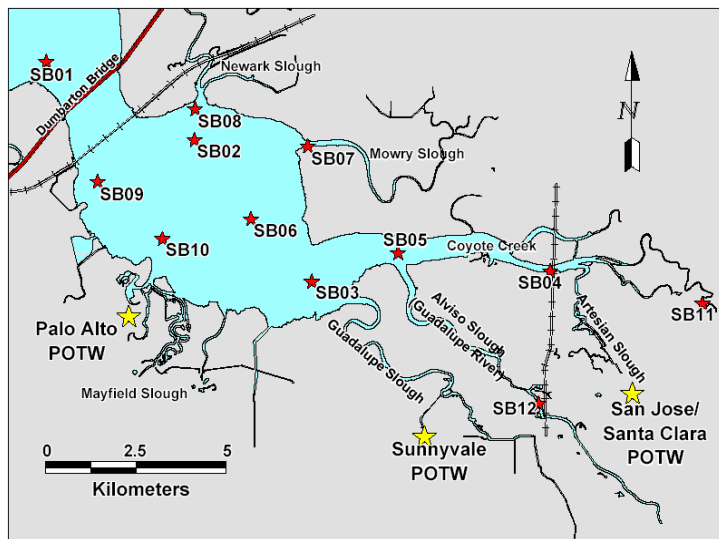 SB01
Dumbarton Bridge
Newark Slough
SB08
SB02
SB07
Mowry Slough
N
SB09
SB06
SB10
SB05
Coyote Creek
SB04
SB03
SB11
Palo Alto
POTW
Mayfield Slough
Alviso Slough
(Guadalupe River)
Guadalupe Slough
Artesian Slough
SB12
San Jose/
Santa Clara
POTW
Sunnyvale
POTW
0 2.5 5
Kilometers